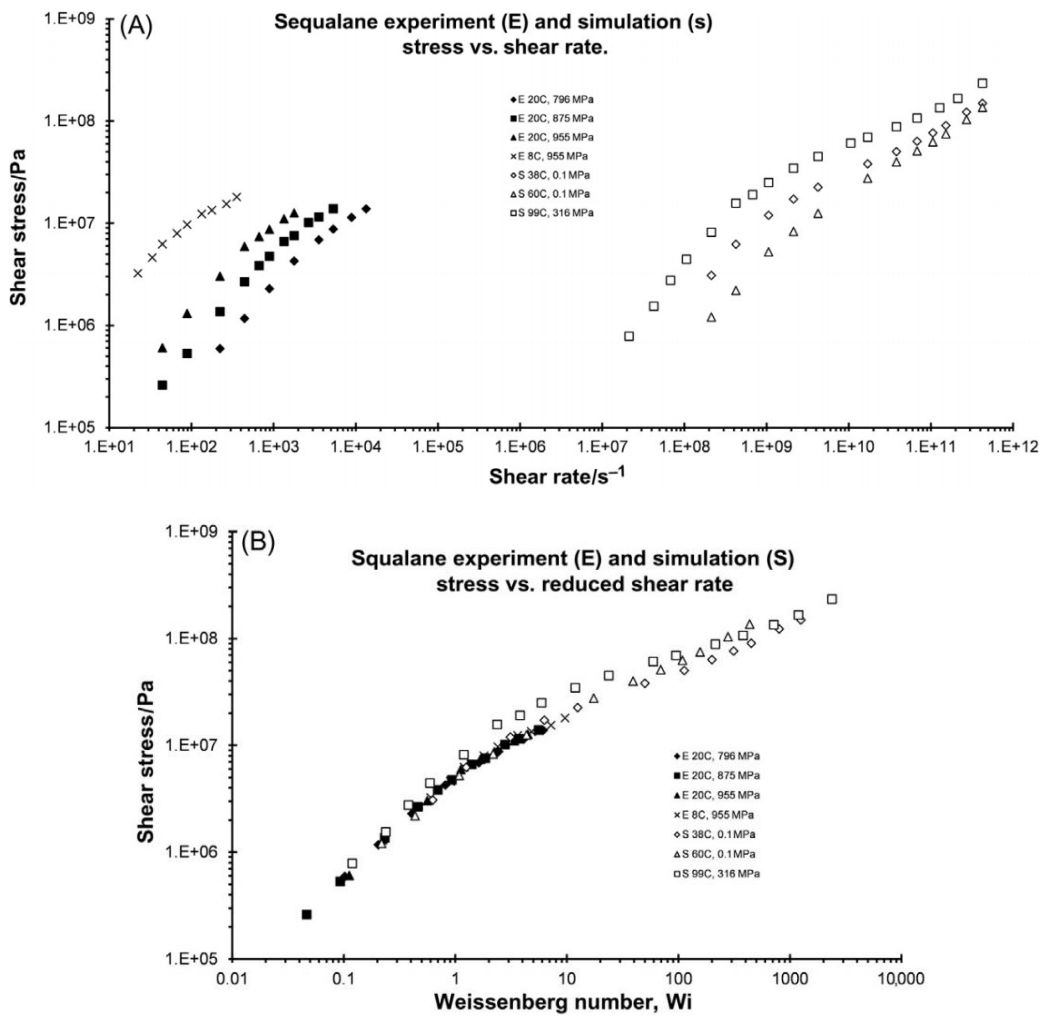 (A)
Sequalane experiment (E) and simulation (s)
stress vs. shear rate.
1.E+09
1.E+08
1.E+07
1.E+06
1.E+05
Shear stress/Pa
E 20C, 796 MPa
E 20C, 875 MPa
E 20C, 955 MPa
E 8C, 955 MPa
S 38C, 0.1 MPa
S 60C, 0.1 MPa
S 99C, 316 MPa
1.E+01 1.E+02 1.E+03 1.E+04 1.E+05 1.E+06 1.E+07 1.E+08 1.E+09 1.E+10 1.E+11 1.E+12
Shear rate/s⁻¹
(B)
Squalane experiment (E) and simulation (S)
stress vs. reduced shear rate
1.E+09
1.E+08
1.E+07
1.E+06
1.E+05
Shear stress/Pa
E 20C, 796 MPa
E 20C, 875 MPa
E 20C, 955 MPa
E 8C, 955 MPa
S 38C, 0.1 MPa
S 60C, 0.1 MPa
S 99C, 316 MPa
0.01 0.1 1 10 100 1000 10,000
Weissenberg number, Wi